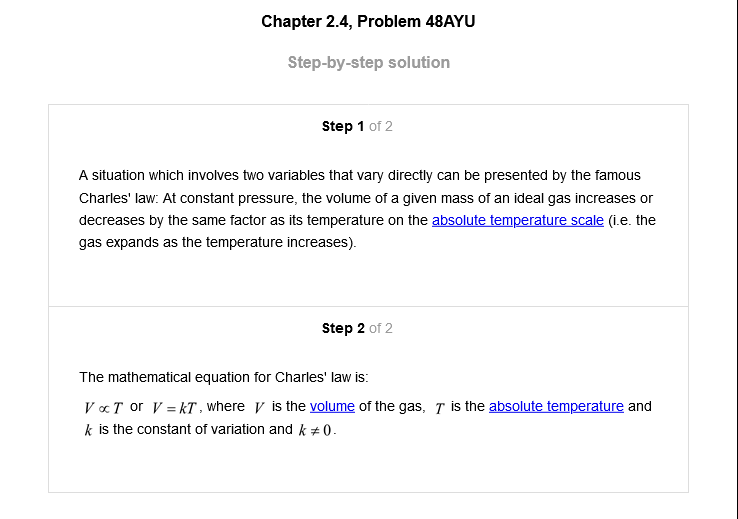 Chapter 2.4, Problem 48AYU
Step-by-step solution
Step 1 of 2
A situation which involves two variables that vary directly can be presented by the famous
Charles' law: At constant pressure, the volume of a given mass of an ideal gas increases or
decreases by the same factor as its temperature on the absolute temperature scale (i.e. the
gas expands as the temperature increases).
Step 2 of 2
The mathematical equation for Charles' law is:
V ∝ T or V = kT, where V is the volume of the gas, T is the absolute temperature and
k is the constant of variation and k ≠ 0.